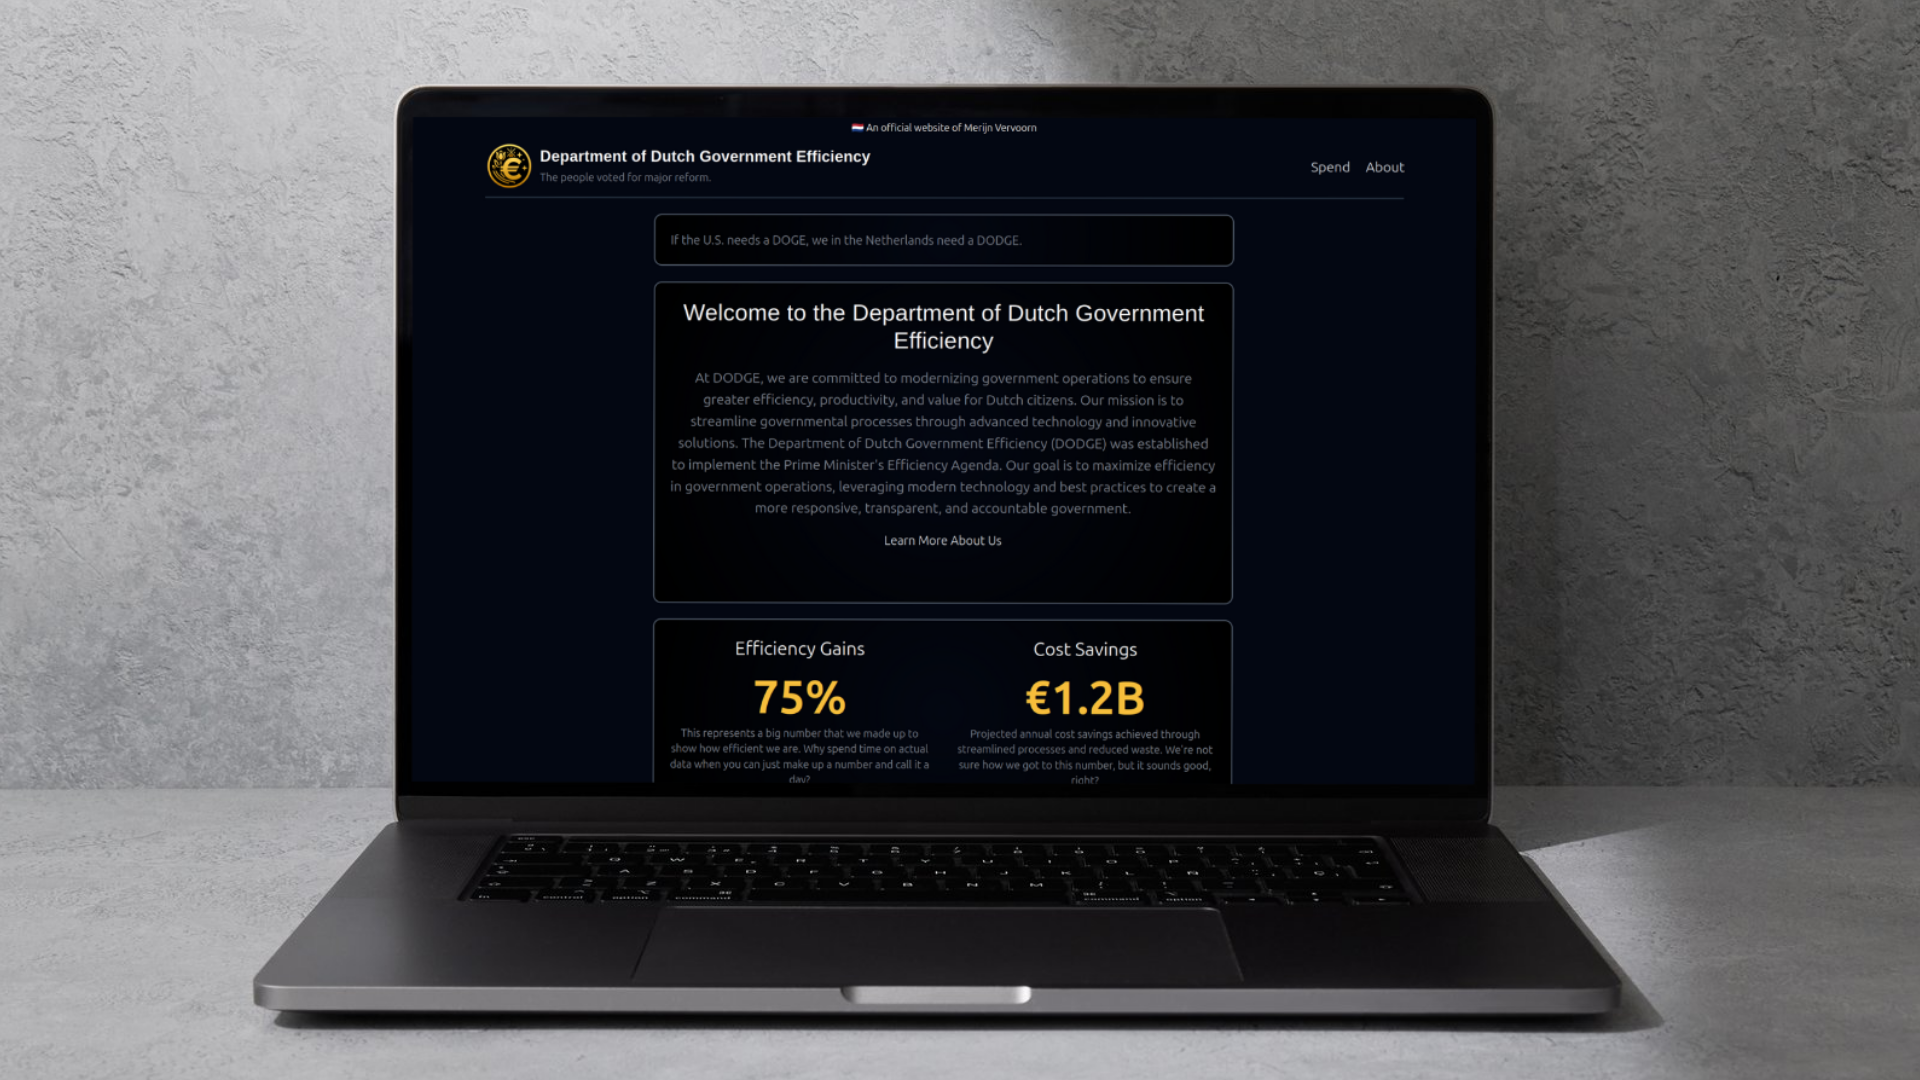 An official website of Merijn Vervoorn
Department of Dutch Government Efficiency
The people voted for major reform.
Spend About
If the U.S. needs a DOGE, we in the Netherlands need a DODGE.
Welcome to the Department of Dutch Government
Efficiency
At DODGE, we are committed to modernizing government operations to ensure
greater efficiency, productivity, and value for Dutch citizens. Our mission is to
streamline governmental processes through advanced technology and innovative
solutions. The Department of Dutch Government Efficiency (DODGE) was established
to implement the Prime Minister's Efficiency Agenda. Our goal is to maximize efficiency
in government operations, leveraging modern technology and best practices to create a
more responsive, transparent, and accountable government.
Learn More About Us
Efficiency Gains
75%
This represents a big number that we made up to
show how efficient we are. Why spend time on actual
data when you can just make up a number and call it a
day?
Cost Savings
€1.2B
Projected annual cost savings achieved through
streamlined processes and reduced waste. We're not
sure how we got to this number, but it sounds good,
right?
esc
Q W E R T Y U I O P
A S D F G H J K L Ñ
Z X C V B N M
fn control option command command option